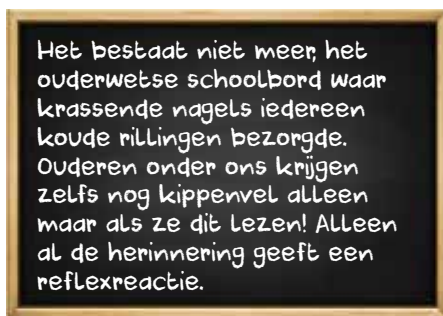 Het bestaat niet meer, het
ouderwetse schoolbord waar
krassende nagels iedereen
koude rillingen bezorgde.
Ouderen onder ons krijgen
zelfs nog kippenvel alleen
maar als ze dit lezen! Alleen
al de herinnering geeft een
reflexreactie.